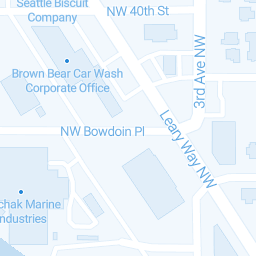 Seattle Biscuit
Company
NW 40th St
3rd Ave NW
Brown Bear Car Wash
Corporate Office
Leary Way NW
NW Bowdoin Pl
chak Marine
Industries